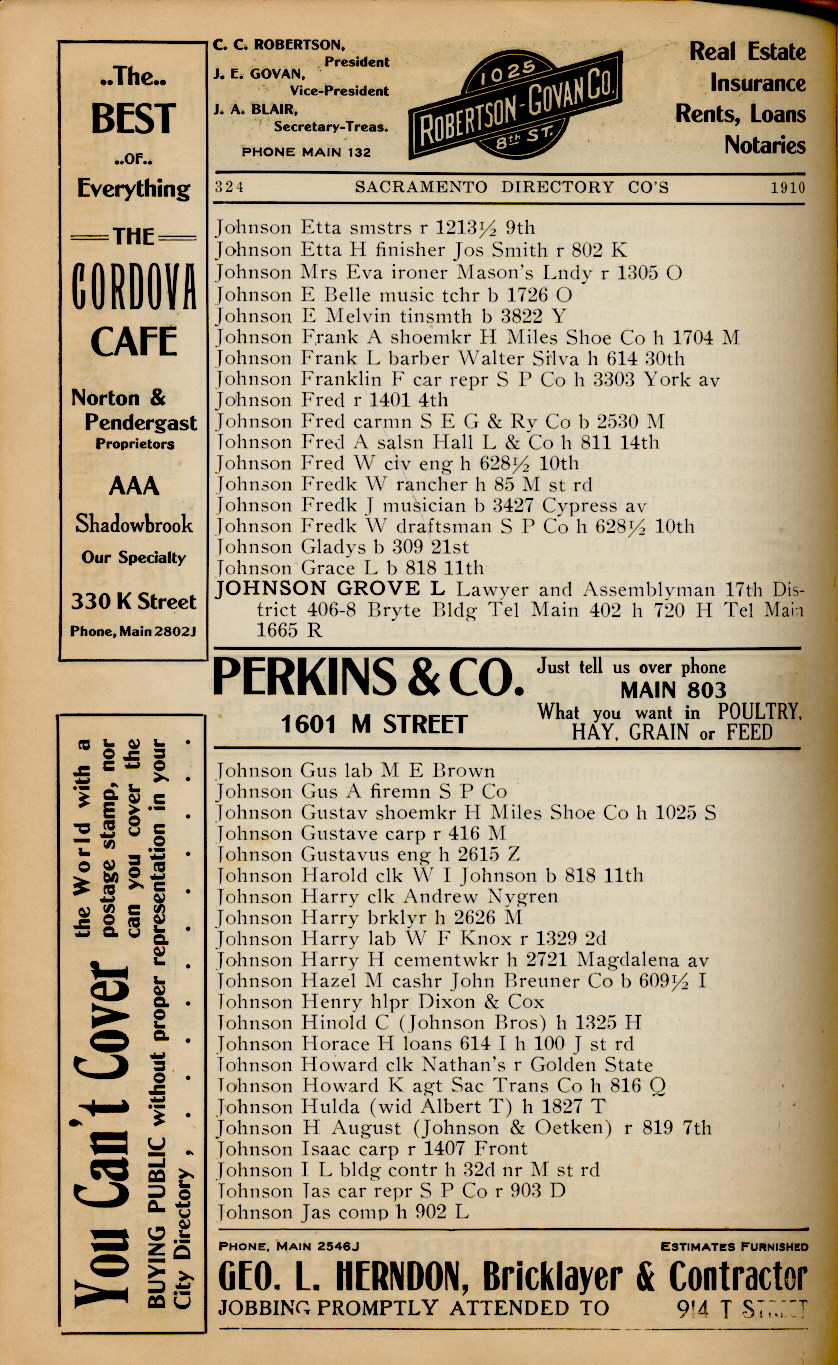 ..The..
BEST
..OF..
Everything
THE
CORDOVA
CAFE
Norton &
Pendergast
Proprietors
AAA
Shadowbrook
Our Specialty
330 K Street
Phone, Main 2802J
C. C. ROBERTSON,
President
J. E. GOVAN,
Vice-President
J. A. BLAIR,
Secretary-Treas.
PHONE MAIN 132
1025
ROBERTSON-GOVAN CO.
8th ST.
Real Estate
Insurance
Rents, Loans
Notaries
324 SACRAMENTO DIRECTORY CO'S 1910
Johnson Etta smstrs r 1213½ 9th
Johnson Etta H finisher Jos Smith r 802 K
Johnson Mrs Eva ironer Mason's Lndy r 1305 O
Johnson E Belle music tchr b 1726 O
Johnson E Melvin tinsmth b 3822 Y
Johnson Frank A shoemkr H Miles Shoe Co h 1704 M
Johnson Frank L barber Walter Silva h 614 30th
Johnson Franklin F car repr S P Co h 3303 York av
Johnson Fred r 1401 4th
Johnson Fred carmn S E G & Ry Co b 2530 M
Johnson Fred A salsn Hall L & Co h 811 14th
Johnson Fred W civ eng h 628½ 10th
Johnson Fredk W rancher h 85 M st rd
Johnson Fredk J musician b 3427 Cypress av
Johnson Fredk W draftsman S P Co h 628½ 10th
Johnson Gladys b 309 21st
Johnson Grace L b 818 11th
JOHNSON GROVE L Lawyer and Assemblyman 17th Dis-
trict 406-8 Bryte Bldg Tel Main 402 h 720 H Tel Main
1665 R
PERKINS & CO.
1601 M STREET
Just tell us over phone
MAIN 803
What you want in POULTRY,
HAY, GRAIN or FEED
You Can't Cover the World with a
postage stamp, nor
can you cover the
BUYING PUBLIC without proper representation in your
City Directory , . . . . . . . .
Johnson Gus lab M E Brown
Johnson Gus A firemn S P Co
Johnson Gustav shoemkr H Miles Shoe Co h 1025 S
Johnson Gustave carp r 416 M
Johnson Gustavus eng h 2615 Z
Johnson Harold clk W I Johnson b 818 11th
Johnson Harry clk Andrew Nygren
Johnson Harry brklyr h 2626 M
Johnson Harry lab W F Knox r 1329 2d
Johnson Harry H cementwkr h 2721 Magdalena av
Johnson Hazel M cashr John Breuner Co b 609½ I
Johnson Henry hlpr Dixon & Cox
Johnson Hinold C (Johnson Bros) h 1325 H
Johnson Horace H loans 614 I h 100 J st rd
Johnson Howard clk Nathan's r Golden State
Johnson Howard K agt Sac Trans Co h 816 Q
Johnson Hulda (wid Albert T) h 1827 T
Johnson H August (Johnson & Oetken) r 819 7th
Johnson Isaac carp r 1407 Front
Johnson I L bldg contr h 32d nr M st rd
Johnson Jas car repr S P Co r 903 D
Johnson Jas comp h 902 L
PHONE, MAIN 2546J ESTIMATES FURNISHED
GEO. L. HERNDON, Bricklayer & Contractor
JOBBING PROMPTLY ATTENDED TO 914 T STREET